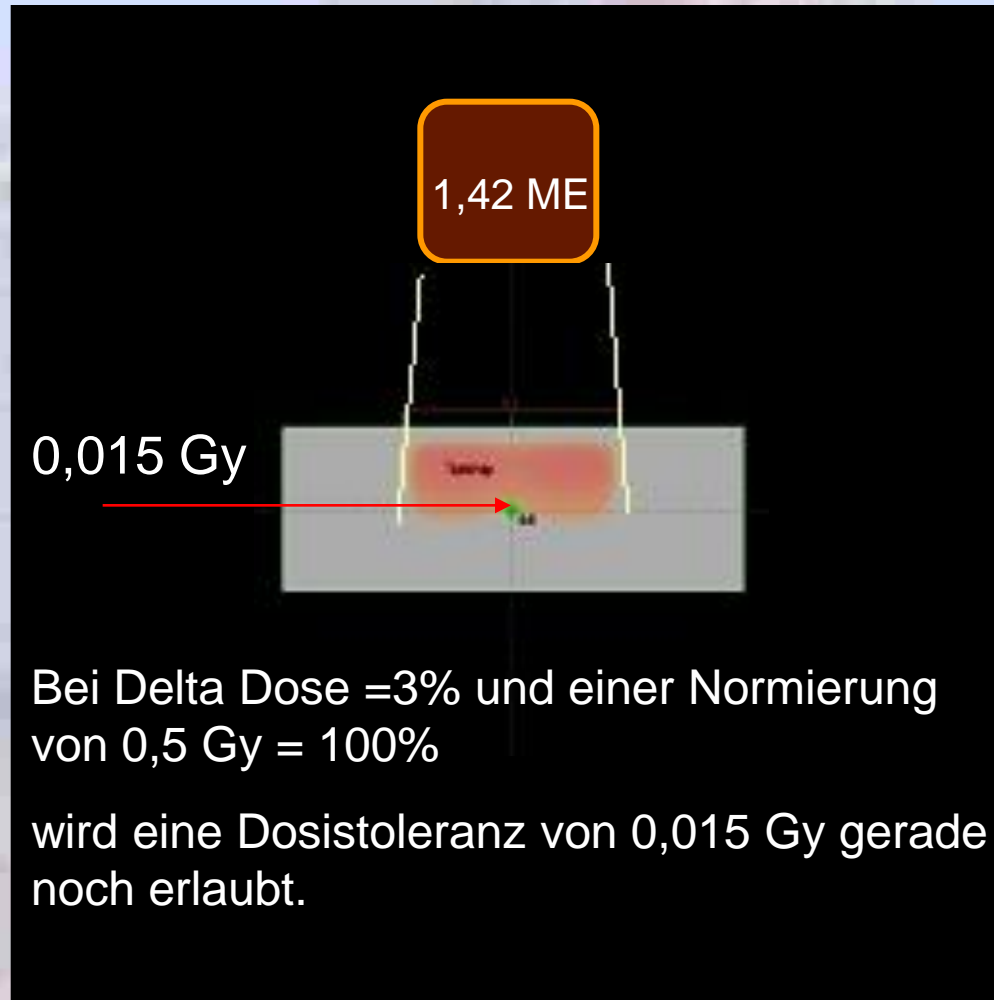 1,42 ME
0,015 Gy
Bei Delta Dose =3% und einer Normierung
von 0,5 Gy = 100%
wird eine Dosistoleranz von 0,015 Gy gerade
noch erlaubt.